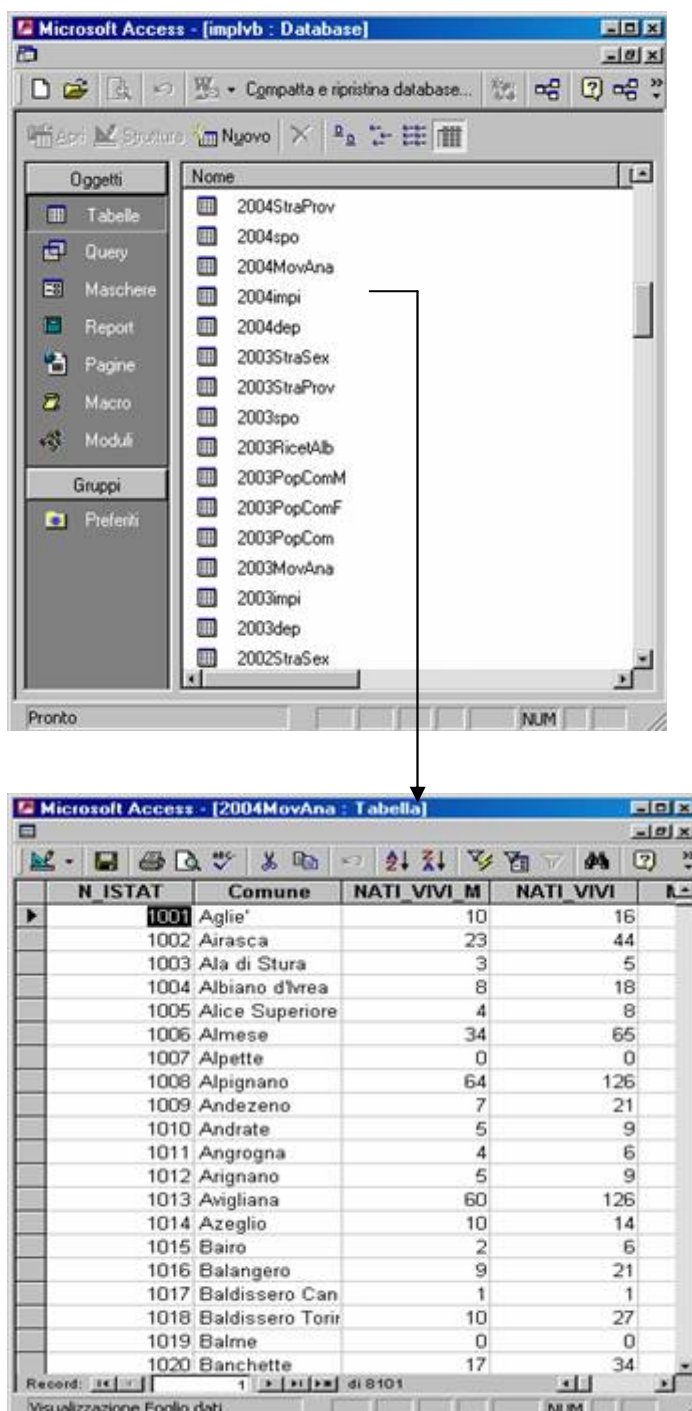 Microsoft Access - [implvb : Database]
Compatta e ripristina database...
Apri Struttura Nuovo
Oggetti
Tabelle
Query
Maschere
Report
Pagine
Macro
Moduli
Gruppi
Preferiti
Nome
2004StraProv
2004spo
2004MovAna
2004impi
2004dep
2003StraSex
2003StraProv
2003spo
2003RicetAlb
2003PopComM
2003PopComF
2003PopCom
2003MovAna
2003impi
2003dep
2002StraSex
Pronto NUM
Microsoft Access - [2004MovAna : Tabella]
N_ISTAT Comune NATI_VIVI_M NATI_VIVI
1001 Aglie' 10 16
1002 Airasca 23 44
1003 Ala di Stura 3 5
1004 Albiano d'Ivrea 8 18
1005 Alice Superiore 4 8
1006 Almese 34 65
1007 Alpette 0 0
1008 Alpignano 64 126
1009 Andezeno 7 21
1010 Andrate 5 9
1011 Angrogna 4 6
1012 Arignano 5 9
1013 Avigliana 60 126
1014 Azeglio 10 14
1015 Bairo 2 6
1016 Balangero 9 21
1017 Baldissero Can 1 1
1018 Baldissero Torir 10 27
1019 Balme 0 0
1020 Banchette 17 34
Record: 1 di 8101
Visualizzazione Foglio dati NUM